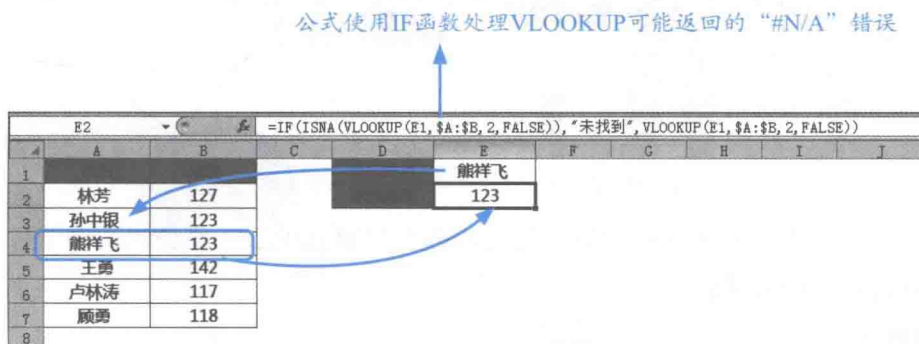 公式使用IF函数处理VLOOKUP可能返回的“#N/A”错误
E2 fx =IF(ISNA(VLOOKUP(E1,$A:$B,2,FALSE)),"未找到",VLOOKUP(E1,$A:$B,2,FALSE))
A B C D E F G H I J
1 熊祥飞
2 林芳 127 123
3 孙中银 123
4 熊祥飞 123
5 王勇 142
6 卢林涛 117
7 顾勇 118
8